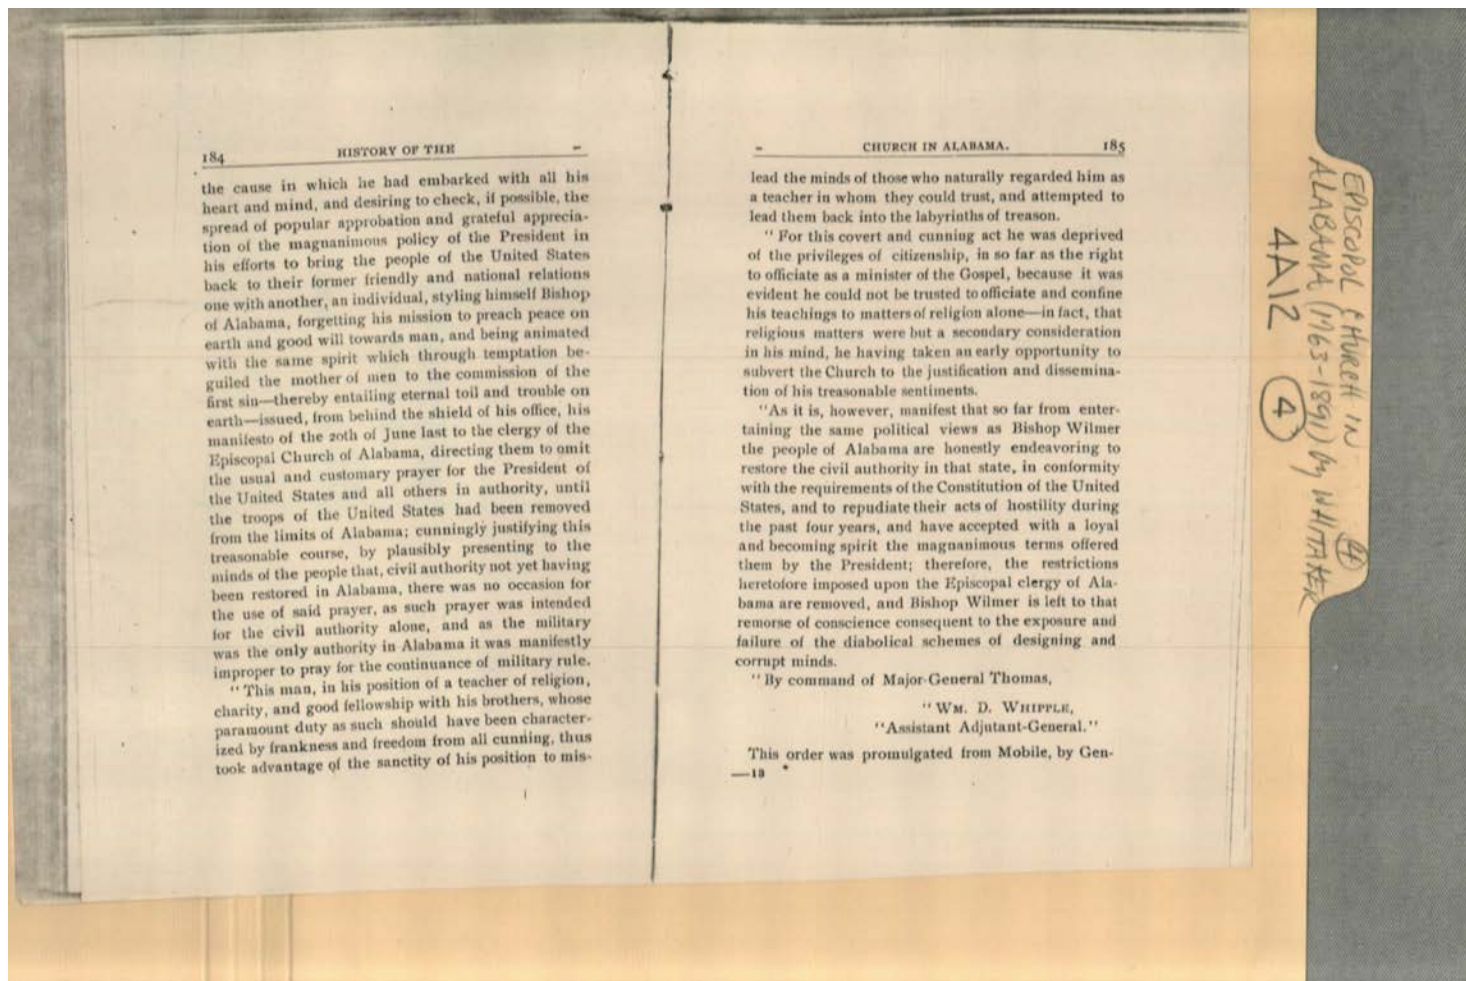 184 HISTORY OF THE -
the cause in which he had embarked with all his
heart and mind, and desiring to check, if possible, the
spread of popular approbation and grateful apprecia-
tion of the magnanimous policy of the President in
his efforts to bring the people of the United States
back to their former friendly and national relations
one with another, an individual, styling himself Bishop
of Alabama, forgetting his mission to preach peace on
earth and good will towards man, and being animated
with the same spirit which through temptation be-
guiled the mother of men to the commission of the
first sin—thereby entailing eternal toil and trouble on
earth—issued, from behind the shield of his office, his
manifesto of the 20th of June last to the clergy of the
Episcopal Church of Alabama, directing them to omit
the usual and customary prayer for the President of
the United States and all others in authority, until
the troops of the United States had been removed
from the limits of Alabama; cunningly justifying this
treasonable course, by plausibly presenting to the
minds of the people that, civil authority not yet having
been restored in Alabama, there was no occasion for
the use of said prayer, as such prayer was intended
for the civil authority alone, and as the military
was the only authority in Alabama it was manifestly
improper to pray for the continuance of military rule.
"This man, in his position of a teacher of religion,
charity, and good fellowship with his brothers, whose
paramount duty as such should have been character-
ized by frankness and freedom from all cunning, thus
took advantage of the sanctity of his position to mis-
- CHURCH IN ALABAMA. 185
lead the minds of those who naturally regarded him as
a teacher in whom they could trust, and attempted to
lead them back into the labyrinths of treason.
"For this covert and cunning act he was deprived
of the privileges of citizenship, in so far as the right
to officiate as a minister of the Gospel, because it was
evident he could not be trusted to officiate and confine
his teachings to matters of religion alone—in fact, that
religious matters were but a secondary consideration
in his mind, he having taken an early opportunity to
subvert the Church to the justification and dissemina-
tion of his treasonable sentiments.
"As it is, however, manifest that so far from enter-
taining the same political views as Bishop Wilmer
the people of Alabama are honestly endeavoring to
restore the civil authority in that state, in conformity
with the requirements of the Constitution of the United
States, and to repudiate their acts of hostility during
the past four years, and have accepted with a loyal
and becoming spirit the magnanimous terms offered
them by the President; therefore, the restrictions
heretofore imposed upon the Episcopal clergy of Ala-
bama are removed, and Bishop Wilmer is left to that
remorse of conscience consequent to the exposure and
failure of the diabolical schemes of designing and
corrupt minds.
"By command of Major-General Thomas,
"WM. D. WHIPPLE,
"Assistant Adjutant-General."
This order was promulgated from Mobile, by Gen-
—13
EPISCOPOL CHURCH IN
ALABAMA (1763-1891) by WHITAKER
4A12 4